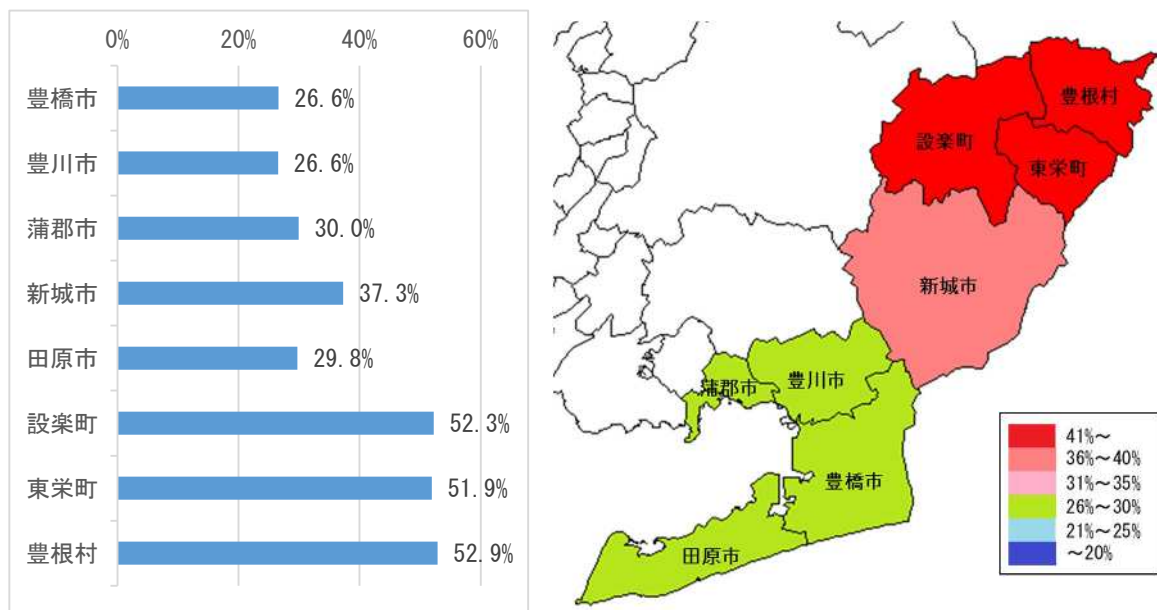 0%
20%
40%
60%
豊橋市
26.6%
豊川市
26.6%
蒲郡市
30.0%
新城市
37.3%
田原市
29.8%
設楽町
52.3%
東栄町
51.9%
豊根村
52.9%
豊根村
設楽町
東栄町
新城市
豊川市
蒲郡市
豊橋市
田原市
41%～
36%～40%
31%～35%
26%～30%
21%～25%
～20%